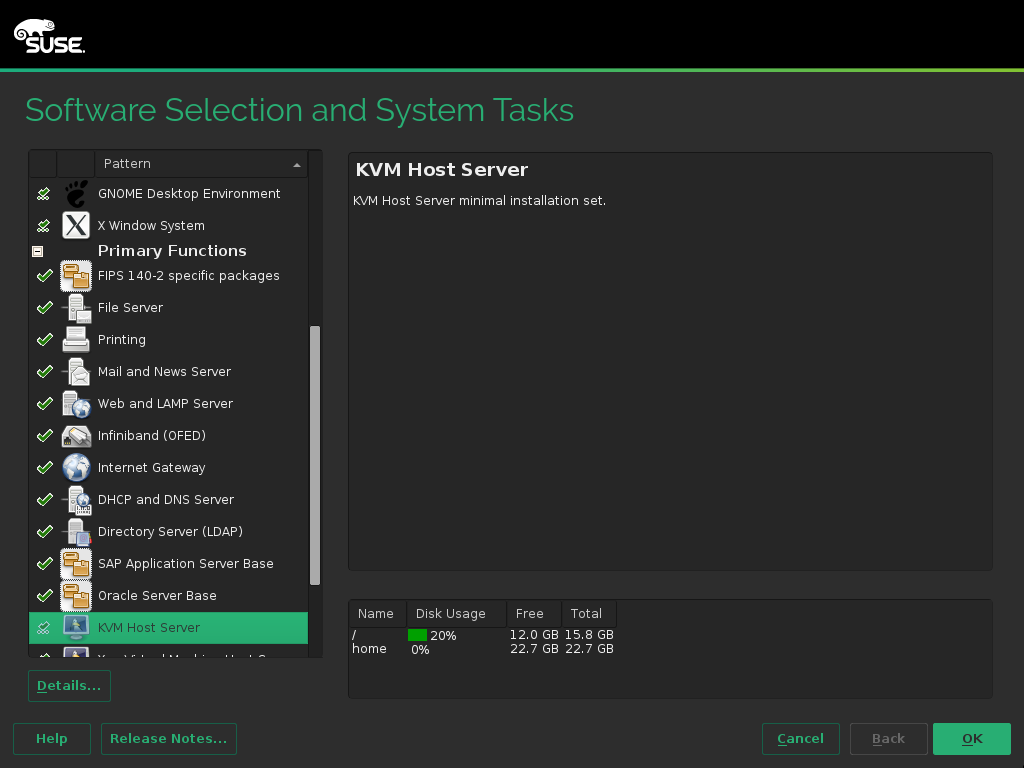 SUSE.
Software Selection and System Tasks
Pattern
GNOME Desktop Environment
X Window System
Primary Functions
FIPS 140-2 specific packages
File Server
Printing
Mail and News Server
Web and LAMP Server
Infiniband (OFED)
Internet Gateway
DHCP and DNS Server
Directory Server (LDAP)
SAP Application Server Base
Oracle Server Base
KVM Host Server
Details...
KVM Host Server
KVM Host Server minimal installation set.
Name Disk Usage Free Total
/ 20% 12.0 GB 15.8 GB
home 0% 22.7 GB 22.7 GB
Help Release Notes... Cancel Back OK